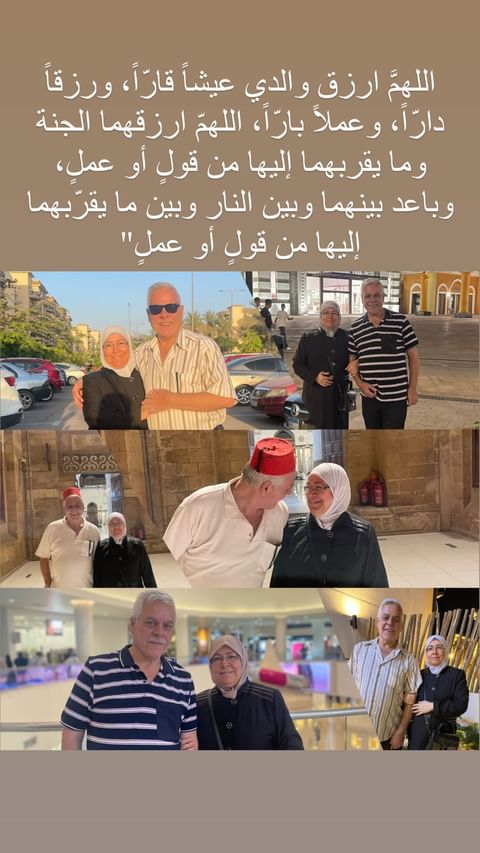 اللهمَّ ارزق والدي عيشاً قارّاً، ورزقاً
دارّاً، وعملاً بارّاً، اللهمّ ارزقهما الجنة
وما يقربهما إليها من قولٍ أو عملٍ،
وباعد بينهما وبين النار وبين ما يقرّبهما
إليها من قولٍ أو عملٍ"